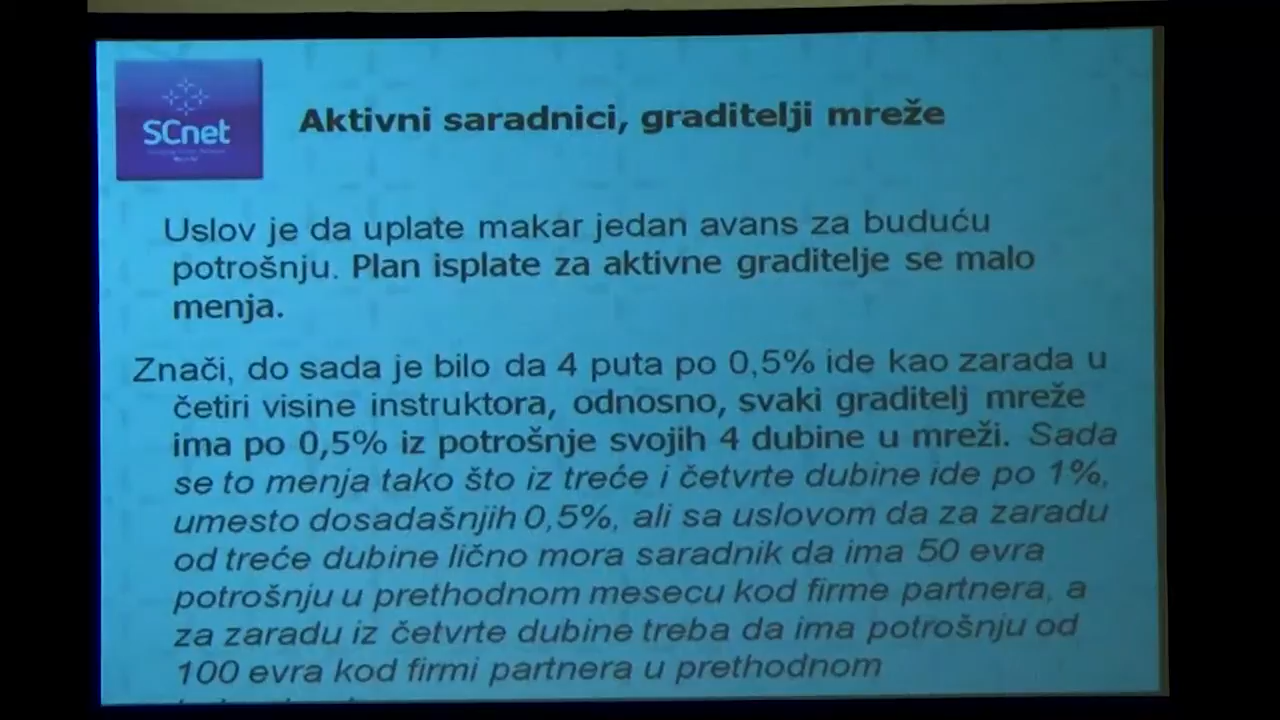 SCnet
Aktivni saradnici, graditelji mreže
Uslov je da uplate makar jedan avans za buduću
potrošnju. Plan isplate za aktivne graditelje se malo
menja.
Znači, do sada je bilo da 4 puta po 0,5% ide kao zarada u
četiri visine instruktora, odnosno, svaki graditelj mreže
ima po 0,5% iz potrošnje svojih 4 dubine u mreži. Sada
se to menja tako što iz treće i četvrte dubine ide po 1%,
umesto dosadašnjih 0,5%, ali sa uslovom da za zaradu
od treće dubine lično mora saradnik da ima 50 evra
potrošnju u prethodnom mesecu kod firme partnera, a
za zaradu iz četvrte dubine treba da ima potrošnju od
100 evra kod firmi partnera u prethodnom